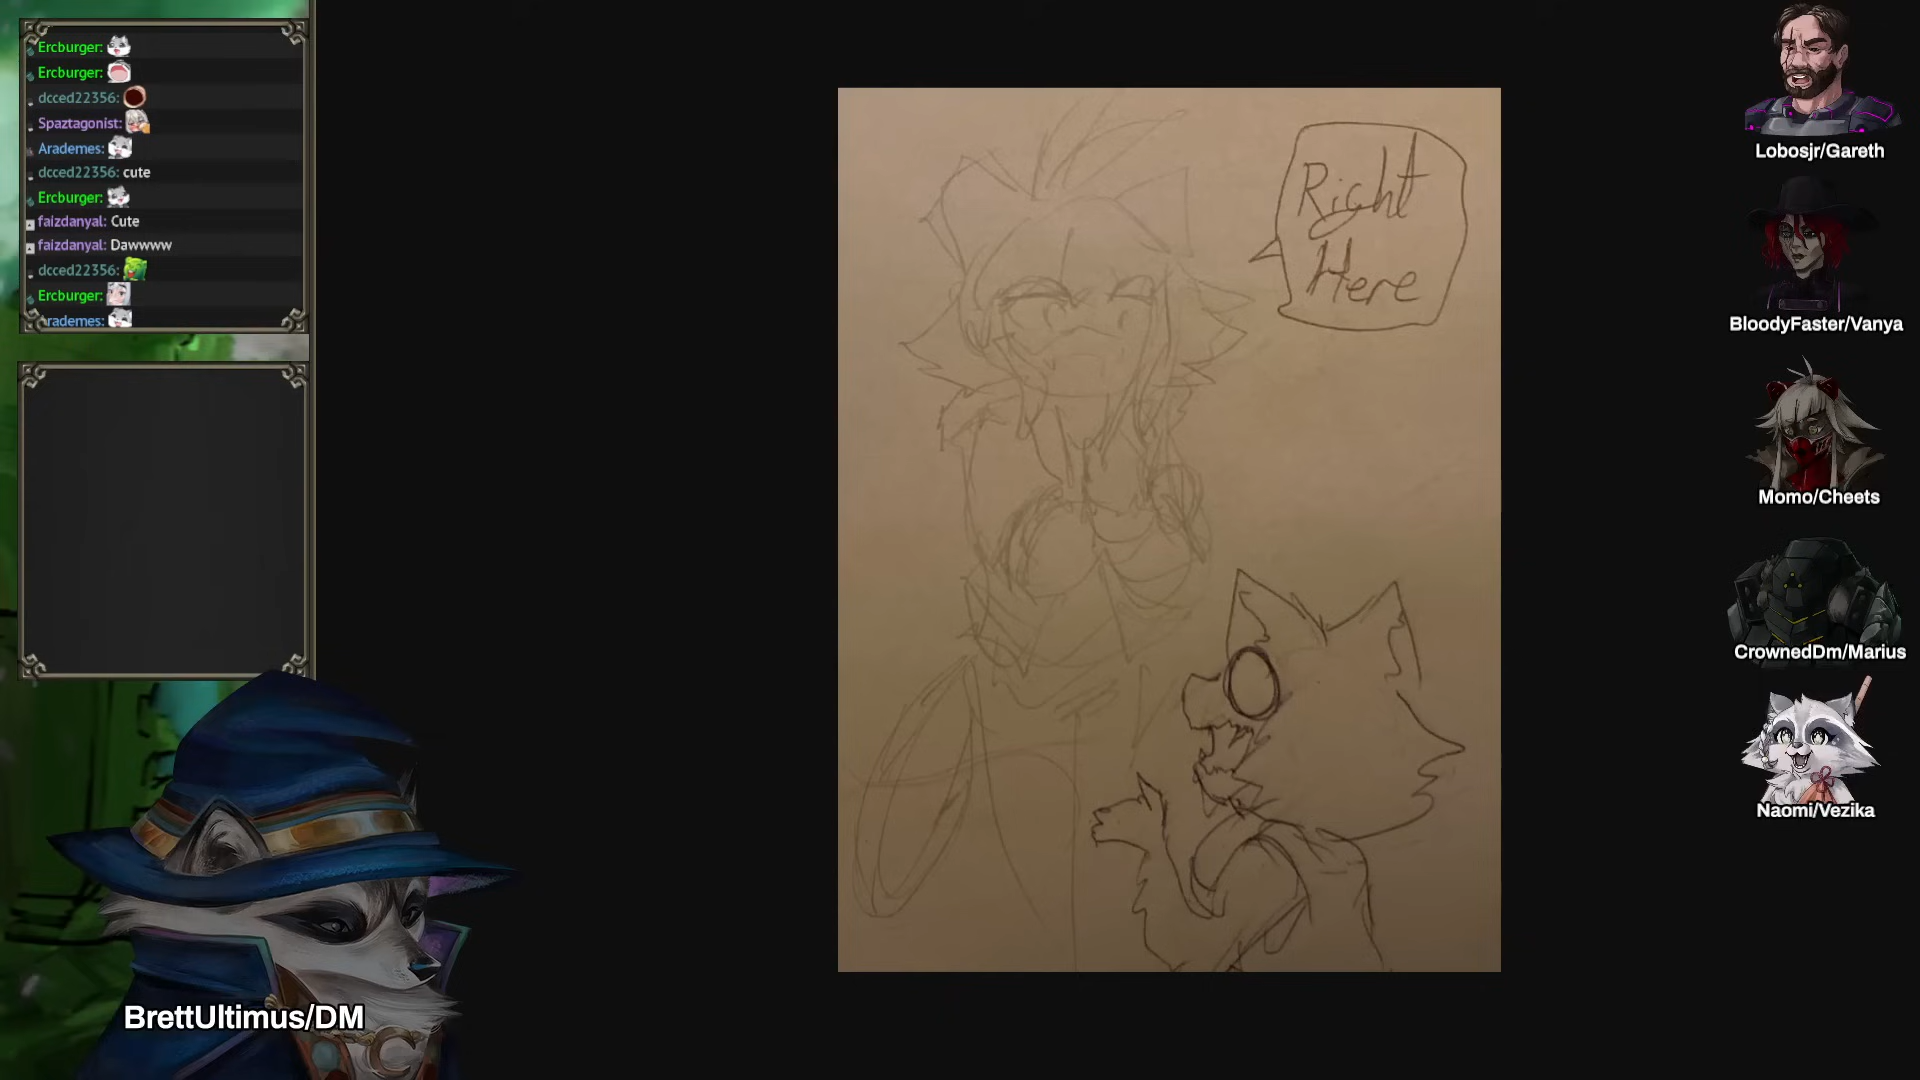 Ercburger:
Ercburger:
dcced22356:
Spaztagonist:
Arademes:
dcced22356: cute
Ercburger:
faizdanyal: Cute
faizdanyal: Dawwww
dcced22356:
Ercburger:
Arademes:
Right
Here
Lobosjr/Gareth
BloodyFaster/Vanya
Momo/Cheets
CrownedDm/Marius
Naomi/Vezika
BrettUltimus/DM